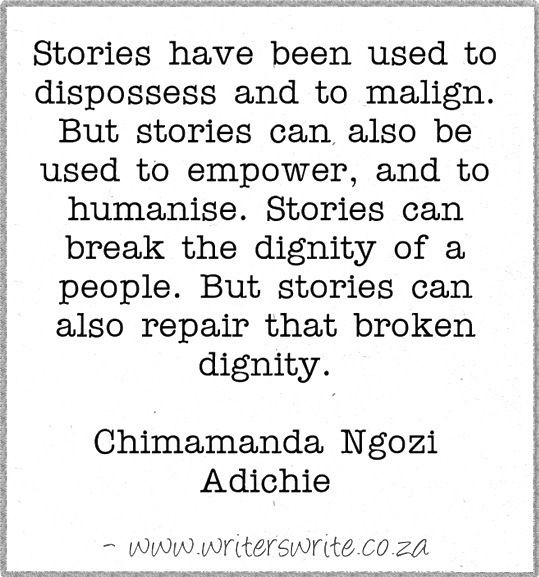 Stories have been used to
dispossess and to malign.
But stories can also be
used to empower, and to
humanise. Stories can
break the dignity of a
people. But stories can
also repair that broken
dignity.
Chimamanda Ngozi
Adichie
- www.writerswrite.co.za